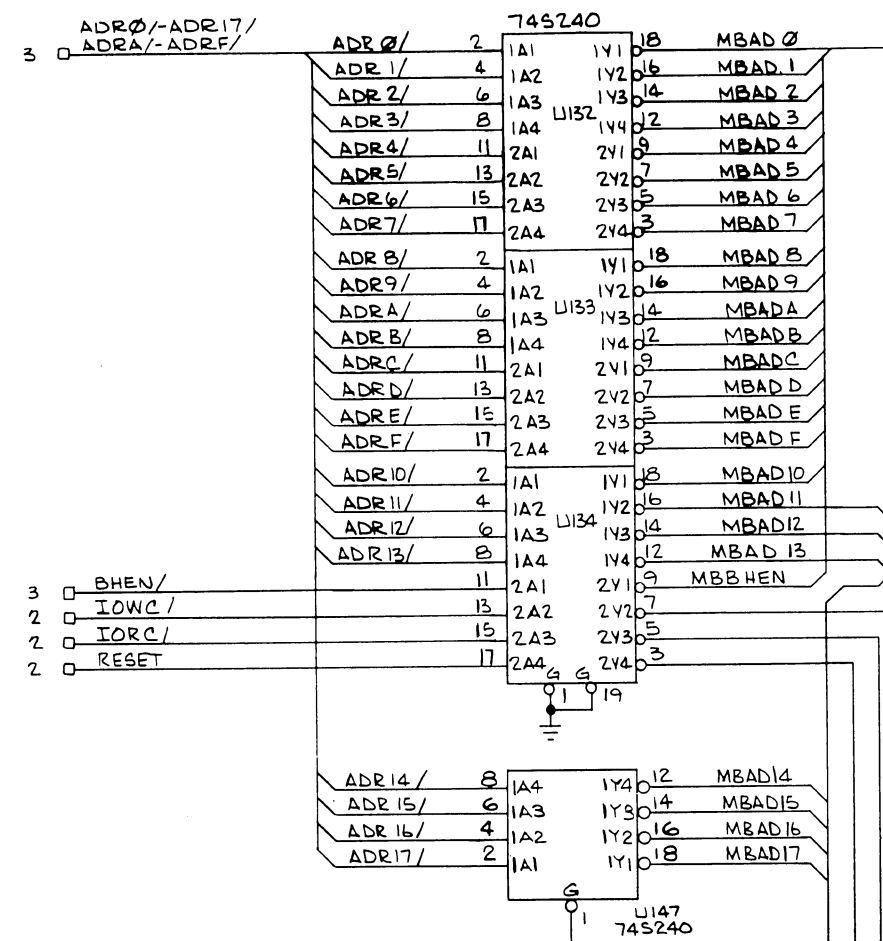 ADRØ/-ADR17/
ADRA/-ADRF/
3
74S240
ADR Ø/ 2 1A1 1Y1 18 MBAD Ø
ADR 1/ 4 1A2 1Y2 16 MBAD 1
ADR 2/ 6 1A3 1Y3 14 MBAD 2
U132
ADR3/ 8 1A4 1Y4 12 MBAD 3
ADR4/ 11 2A1 2Y1 9 MBAD 4
ADR5/ 13 2A2 2Y2 7 MBAD 5
ADR6/ 15 2A3 2Y3 5 MBAD 6
ADR7/ 17 2A4 2Y4 3 MBAD 7
ADR 8/ 2 1A1 1Y1 18 MBAD 8
ADR9/ 4 1A2 1Y2 16 MBAD 9
U133
ADRA/ 6 1A3 1Y3 14 MBADA
ADRB/ 8 1A4 1Y4 12 MBADB
ADRC/ 11 2A1 2Y1 9 MBADC
ADRD/ 13 2A2 2Y2 7 MBAD D
ADRE/ 15 2A3 2Y3 5 MBAD E
ADRF/ 17 2A4 2Y4 3 MBAD F
ADR10/ 2 1A1 1Y1 18 MBAD10
ADR11/ 4 1A2 1Y2 16 MBAD11
U134
ADR12/ 6 1A3 1Y3 14 MBAD12
ADR13/ 8 1A4 1Y4 12 MBAD 13
3 BHEN/ 11 2A1 2Y1 9 MBBHEN
2 IOWC/ 13 2A2 2Y2 7
2 IORC/ 15 2A3 2Y3 5
2 RESET 17 2A4 2Y4 3
G G
1 19
ADR14/ 8 1A4 1Y4 12 MBAD14
ADR 15/ 6 1A3 1Y3 14 MBAD15
ADR 16/ 4 1A2 1Y2 16 MBAD16
ADR17/ 2 1A1 1Y1 18 MBAD17
G
1
U147
74S240